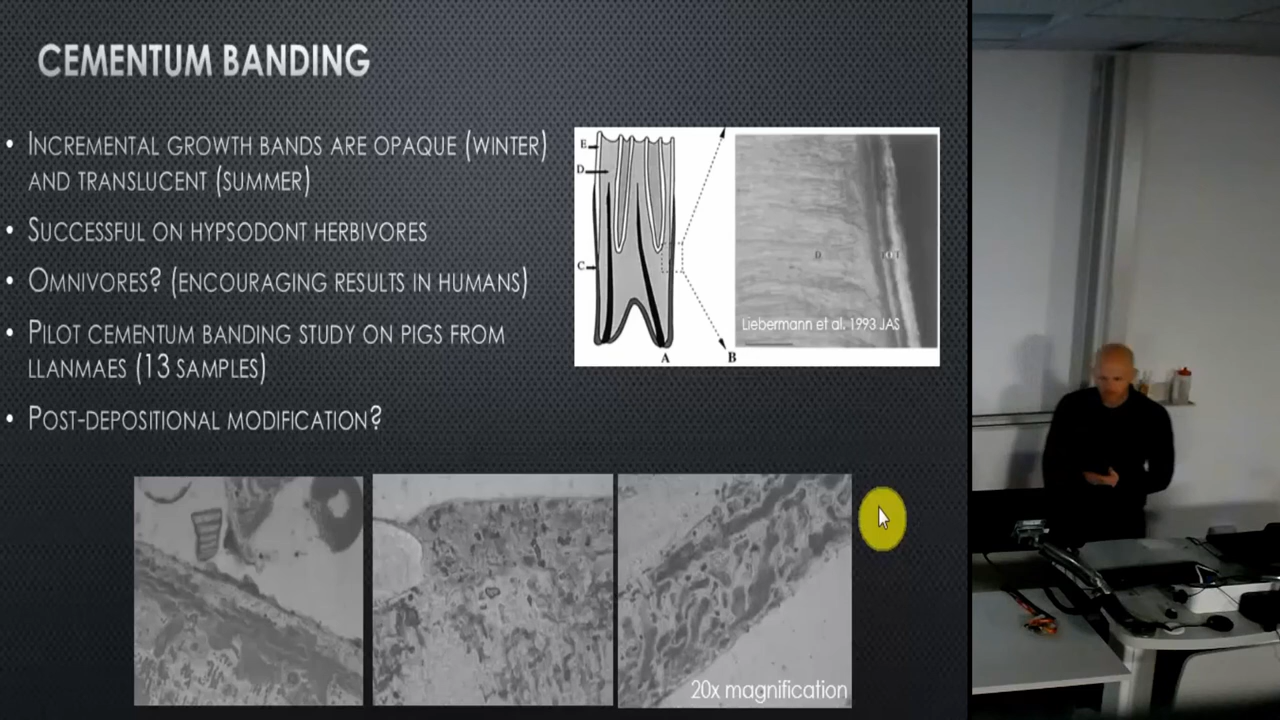 CEMENTUM BANDING
• INCREMENTAL GROWTH BANDS ARE OPAQUE (WINTER)
AND TRANSLUCENT (SUMMER)
• SUCCESSFUL ON HYPSODONT HERBIVORES
• OMNIVORES? (ENCOURAGING RESULTS IN HUMANS)
• PILOT CEMENTUM BANDING STUDY ON PIGS FROM
LLANMAES (13 SAMPLES)
• POST-DEPOSITIONAL MODIFICATION?
E
D
C
A
D
O T
Liebermann et al. 1993 JAS
B
20x magnification